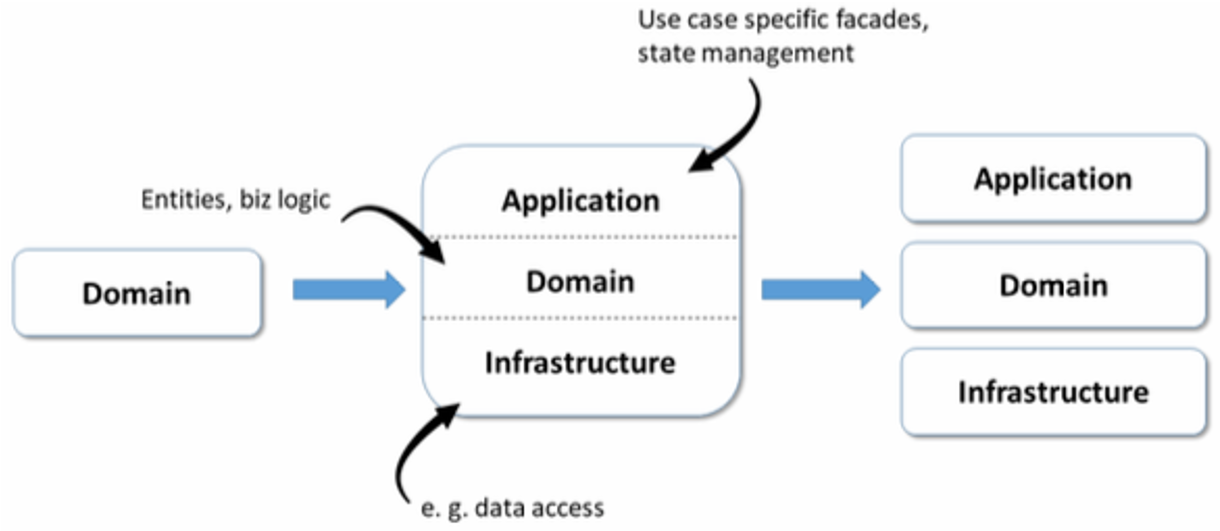 Use case specific facades,
state management
Entities, biz logic
Domain
Application
Domain
Infrastructure
e. g. data access
Application
Domain
Infrastructure